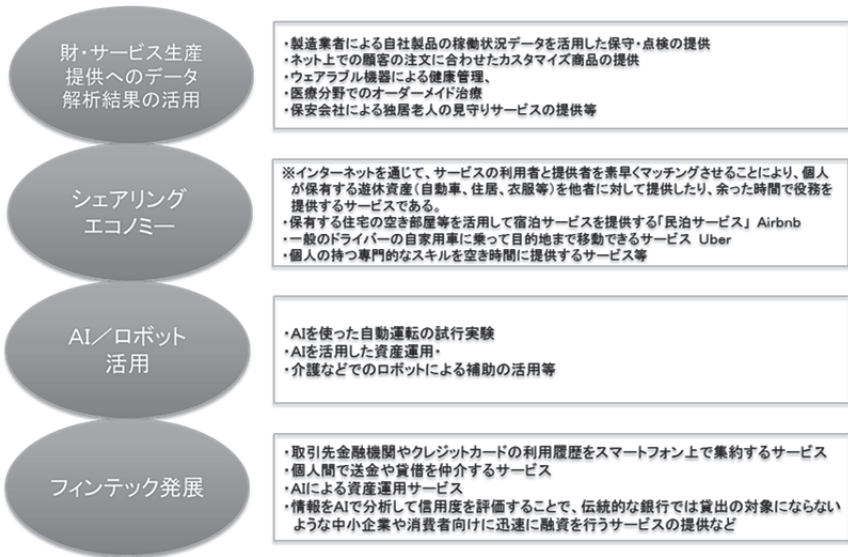 財・サービス生産
提供へのデータ
解析結果の活用
・製造業者による自社製品の稼働状況データを活用した保守・点検の提供
・ネット上での顧客の注文に合わせたカスタマイズ商品の提供
・ウェアラブル機器による健康管理、
・医療分野でのオーダーメイド治療
・保安会社による独居老人の見守りサービスの提供等
シェアリング
エコノミー
※インターネットを通じて、サービスの利用者と提供者を素早くマッチングさせることにより、個人
が保有する遊休資産(自動車、住居、衣服等)を他者に対して提供したり、余った時間で役務を
提供するサービスである。
・保有する住宅の空き部屋等を活用して宿泊サービスを提供する「民泊サービス」 Airbnb
・一般のドライバーの自家用車に乗って目的地まで移動できるサービス Uber
・個人の持つ専門的なスキルを空き時間に提供するサービス等
AI/ロボット
活用
・AIを使った自動運転の試行実験
・AIを活用した資産運用・
・介護などでのロボットによる補助の活用等
フィンテック発展
・取引先金融機関やクレジットカードの利用履歴をスマートフォン上で集約するサービス
・個人間で送金や貸借を仲介するサービス
・AIによる資産運用サービス
・情報をAIで分析して信用度を評価することで、伝統的な銀行では貸出の対象にならない
ような中小企業や消費者向けに迅速に融資を行うサービスの提供など